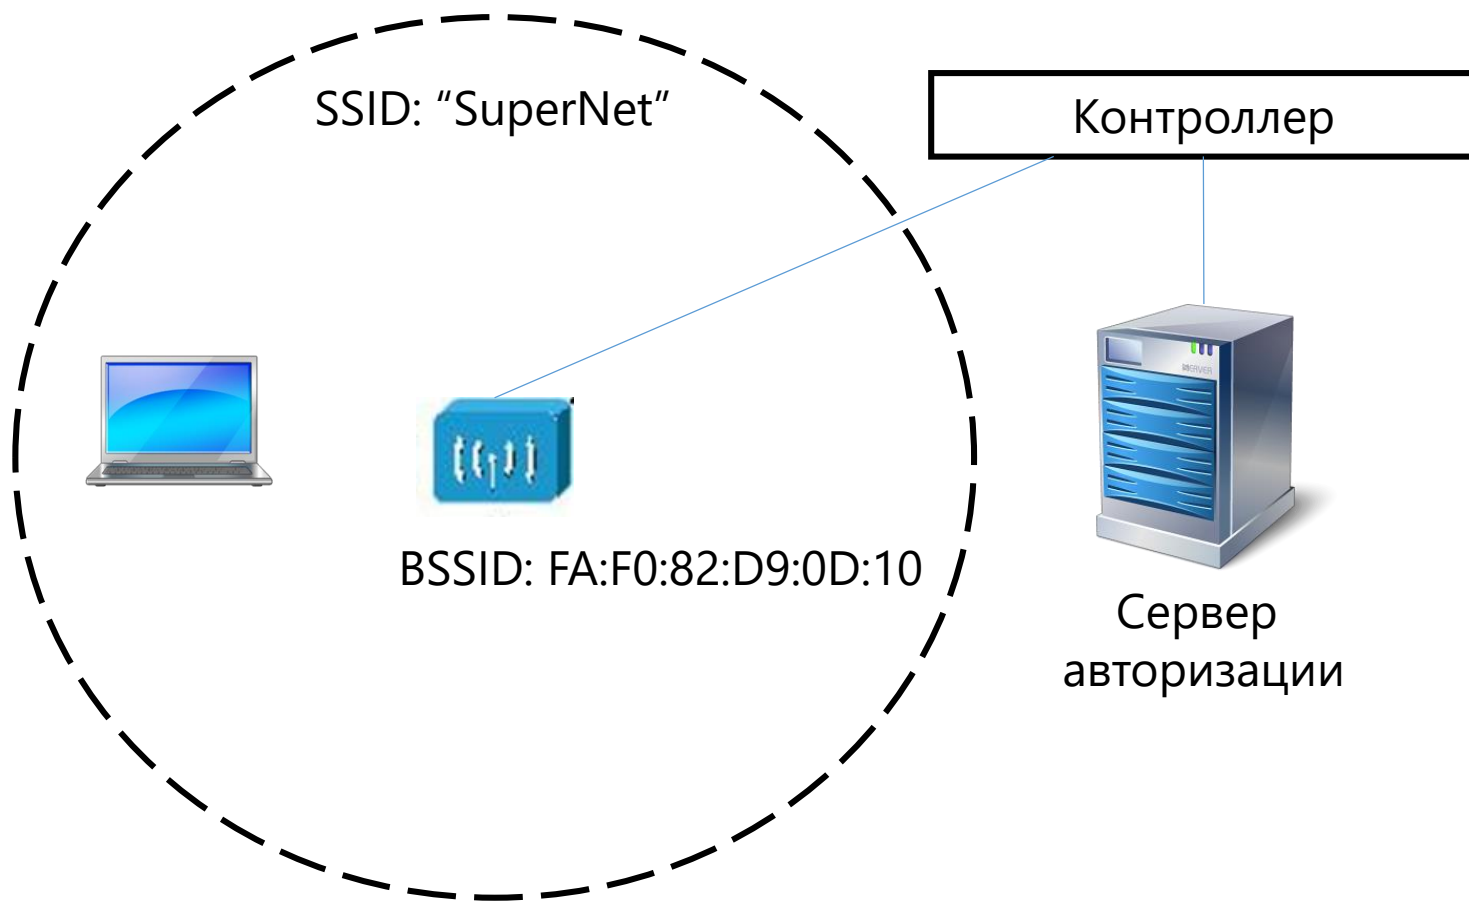 SSID: “SuperNet”
Контроллер
BSSID: FA:F0:82:D9:0D:10
Сервер
авторизации